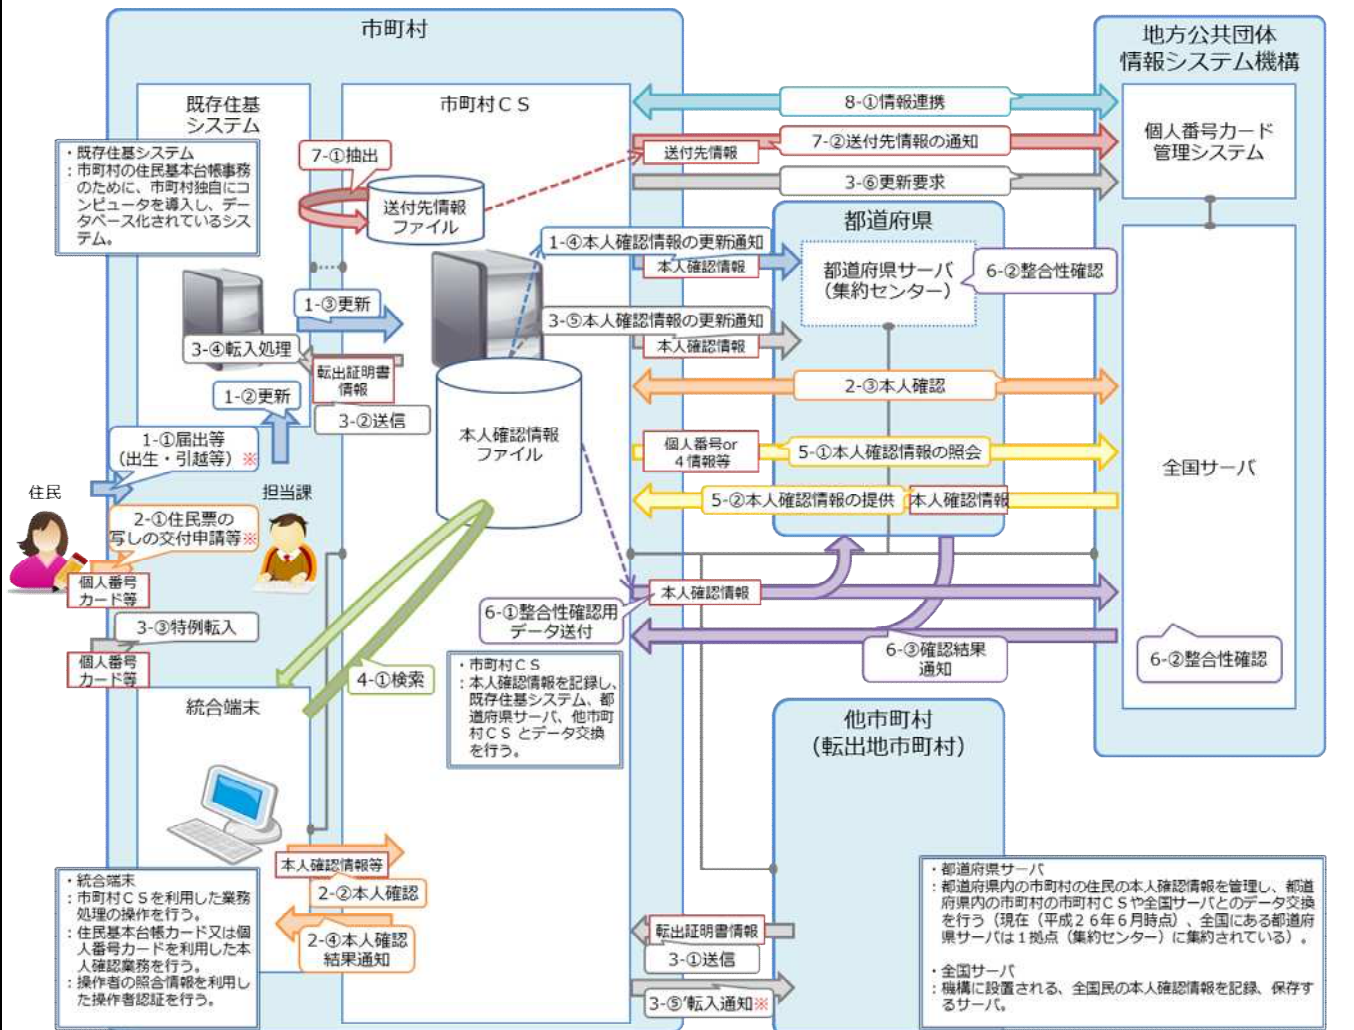 市町村
地方公共団体
情報システム機構
既存住基
システム
市町村ＣＳ
個人番号カード
管理システム
・既存住基システム
：市町村の住民基本台帳事務
のために、市町村独自にコ
ンピュータを導入し、デー
タベース化されているシス
テム。
7-①抽出
送付先情報
ファイル
8-①情報連携
送付先情報
7-②送付先情報の通知
3-⑥更新要求
都道府県
都道府県サーバ
（集約センター）
6-②整合性確認
1-④本人確認情報の更新通知
本人確認情報
1-③更新
3-⑤本人確認情報の更新通知
本人確認情報
3-④転入処理
転出証明書
情報
3-②送信
1-②更新
2-③本人確認
本人確認情報
ファイル
1-①届出等
（出生・引越等）※
個人番号or
４情報等
5-①本人確認情報の照会
全国サーバ
5-②本人確認情報の提供
本人確認情報
住民
担当課
2-①住民票の
写しの交付申請等※
個人番号
カード等
3-③特例転入
個人番号
カード等
本人確認情報
6-①整合性確認用
データ送付
6-③確認結果
通知
6-②整合性確認
4-①検索
・市町村ＣＳ
：本人確認情報を記録し、
既存住基システム、都
道府県サーバ、他市町
村ＣＳ とデータ交換
を行う。
統合端末
他市町村
（転出地市町村）
本人確認情報等
2-②本人確認
2-④本人確認
結果通知
・統合端末
：市町村ＣＳを利用した業務
処理の操作を行う。
：住民基本台帳カード又は個
人番号カードを利用した本
人確認業務を行う。
：操作者の照合情報を利用し
た操作者認証を行う。
転出証明書情報
3-①送信
3-⑤’転入通知※
・都道府県サーバ
：都道府県内の市町村の住民の本人確認情報を管理し、都道
府県内の市町村の市町村ＣＳや全国サーバとのデータ交換
を行う（現在（平成２６年６月時点）、全国にある都道府
県サーバは１拠点（集約センター）に集約されている）。
・全国サーバ
：機構に設置される、全国民の本人確認情報を記録、保存す
るサーバ。